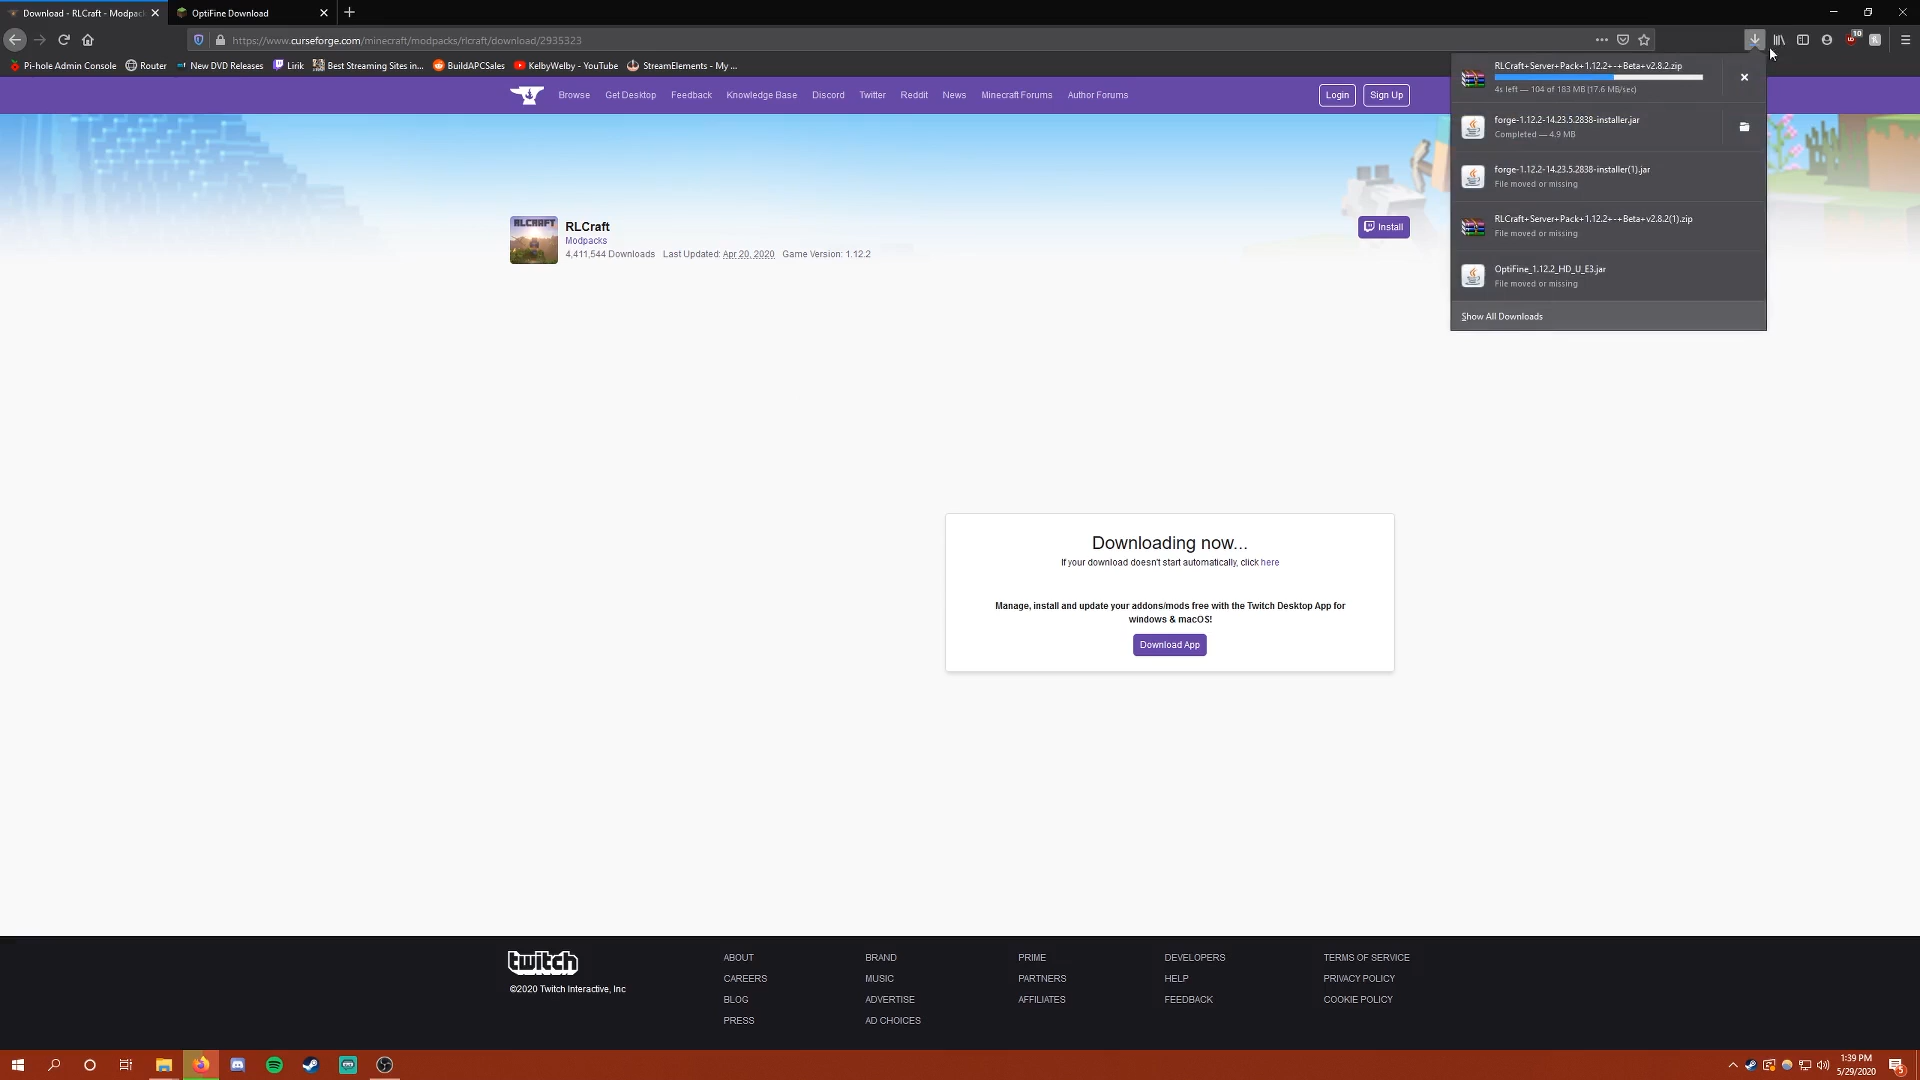 Download - RLCraft - Modpac
OptiFine Download
https://www.curseforge.com/minecraft/modpacks/rlcraft/download/2935323
10
Pi-hole Admin Console
Router
New DVD Releases
Lirik
Best Streaming Sites in...
BuildAPCSales
KelbyWelby - YouTube
StreamElements - My ...
Browse
Get Desktop
Feedback
Knowledge Base
Discord
Twitter
Reddit
News
Minecraft Forums
Author Forums
Login
Sign Up
RLCraft+Server+Pack+1.12.2+-+Beta+v2.8.2.zip
4s left — 104 of 183 MB (17.6 MB/sec)
forge-1.12.2-14.23.5.2838-installer.jar
Completed — 4.9 MB
forge-1.12.2-14.23.5.2838-installer(1).jar
File moved or missing
RLCraft+Server+Pack+1.12.2+-+Beta+v2.8.2(1).zip
File moved or missing
OptiFine_1.12.2_HD_U_E3.jar
File moved or missing
Show All Downloads
RLCRAFT
RLCraft
Modpacks
4,411,544 Downloads Last Updated: Apr 20, 2020 Game Version: 1.12.2
Install
Downloading now...
If your download doesn't start automatically, click here
Manage, install and update your addons/mods free with the Twitch Desktop App for
windows & macOS!
Download App
twitch
©2020 Twitch Interactive, Inc
ABOUT
CAREERS
BLOG
PRESS
BRAND
MUSIC
ADVERTISE
AD CHOICES
PRIME
PARTNERS
AFFILIATES
DEVELOPERS
HELP
FEEDBACK
TERMS OF SERVICE
PRIVACY POLICY
COOKIE POLICY
1:39 PM
5/29/2020
5